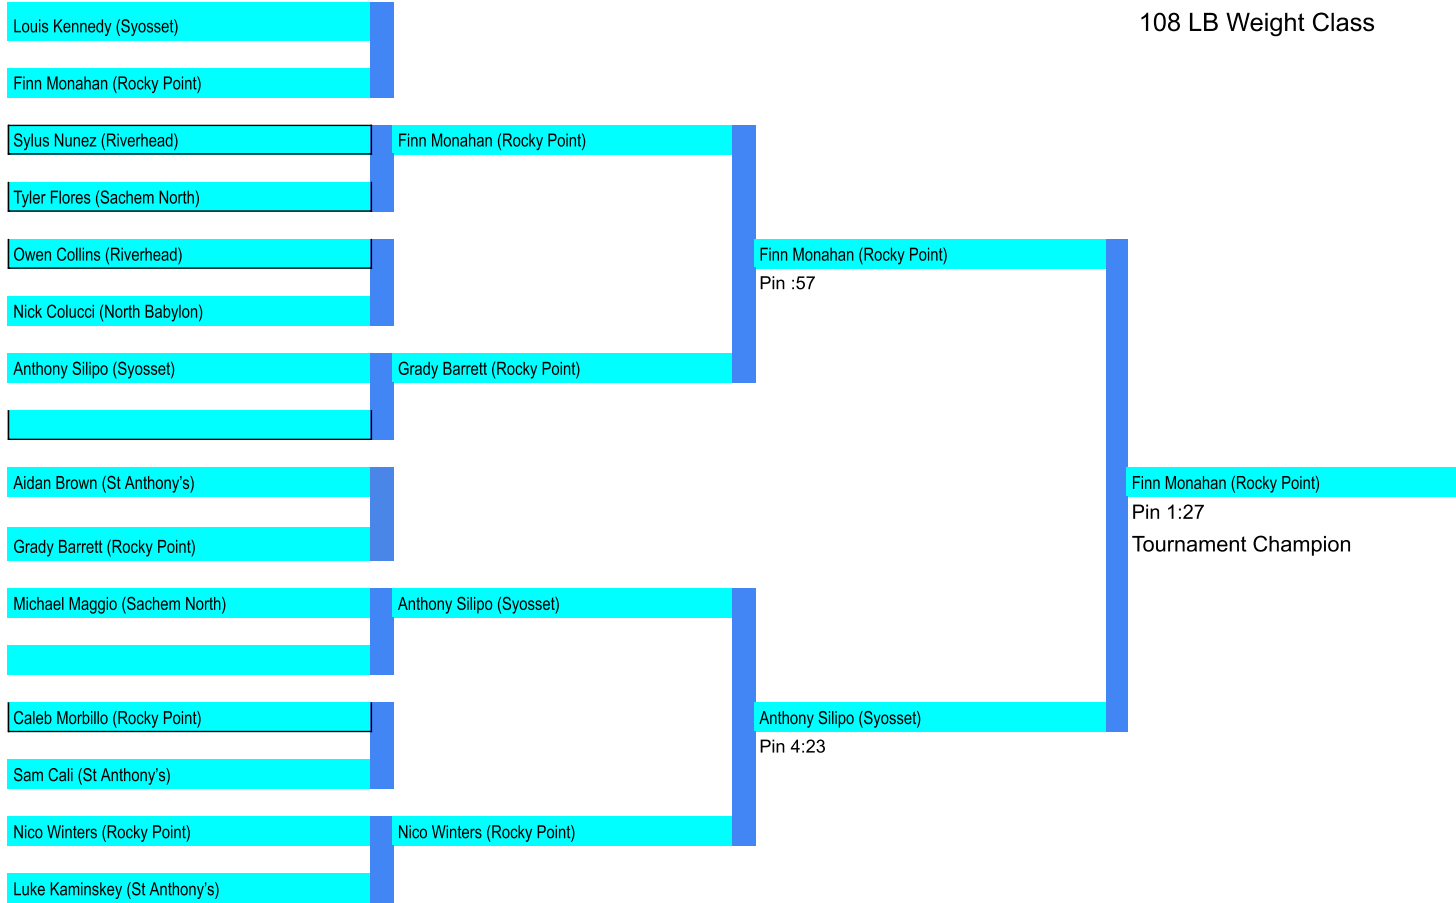 108 LB Weight Class
Louis Kennedy (Syosset)
Finn Monahan (Rocky Point)
Sylus Nunez (Riverhead)
Tyler Flores (Sachem North)
Owen Collins (Riverhead)
Nick Colucci (North Babylon)
Anthony Silipo (Syosset)
Aidan Brown (St Anthony’s)
Grady Barrett (Rocky Point)
Michael Maggio (Sachem North)
Caleb Morbillo (Rocky Point)
Sam Cali (St Anthony’s)
Nico Winters (Rocky Point)
Luke Kaminskey (St Anthony’s)
Finn Monahan (Rocky Point)
Grady Barrett (Rocky Point)
Anthony Silipo (Syosset)
Nico Winters (Rocky Point)
Finn Monahan (Rocky Point)
Pin :57
Anthony Silipo (Syosset)
Pin 4:23
Finn Monahan (Rocky Point)
Pin 1:27
Tournament Champion